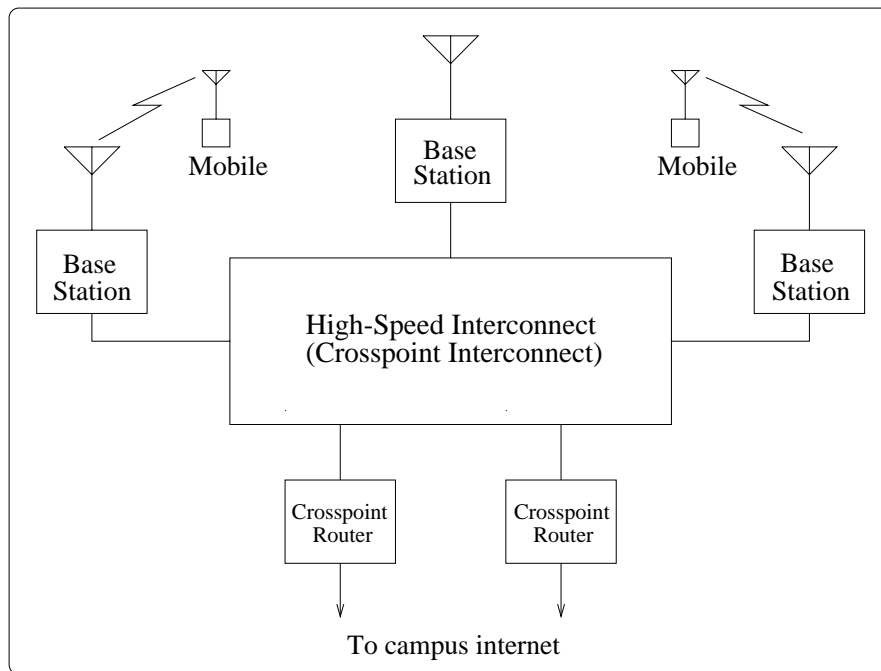 Base
Station
Mobile
Mobile
Base
Station
Base
Station
High-Speed Interconnect
(Crosspoint Interconnect)
Crosspoint
Router
Crosspoint
Router
To campus internet